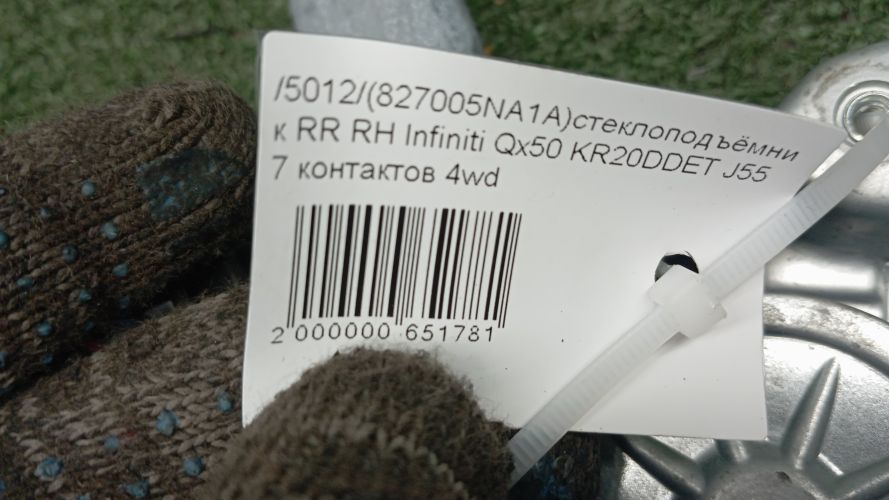 /5012/(827005NA1A)стеклоподъёмни
к RR RH Infiniti Qx50 KR20DDET J55
7 контактов 4wd
2 000000 651781